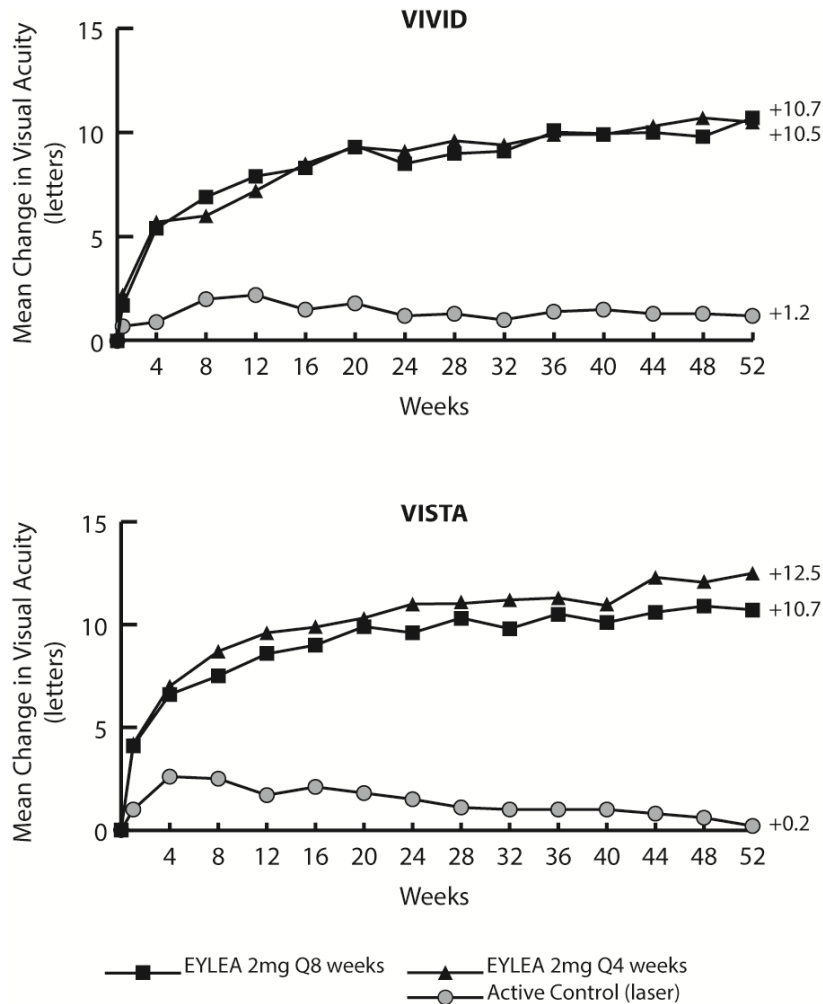 VIVID
Mean Change in Visual Acuity
(letters)
15
10
5
0
+10.7
+10.5
+1.2
4 8 12 16 20 24 28 32 36 40 44 48 52
Weeks
VISTA
Mean Change in Visual Acuity
(letters)
15
10
5
0
+12.5
+10.7
+0.2
4 8 12 16 20 24 28 32 36 40 44 48 52
Weeks
EYLEA 2mg Q8 weeks
EYLEA 2mg Q4 weeks
Active Control (laser)